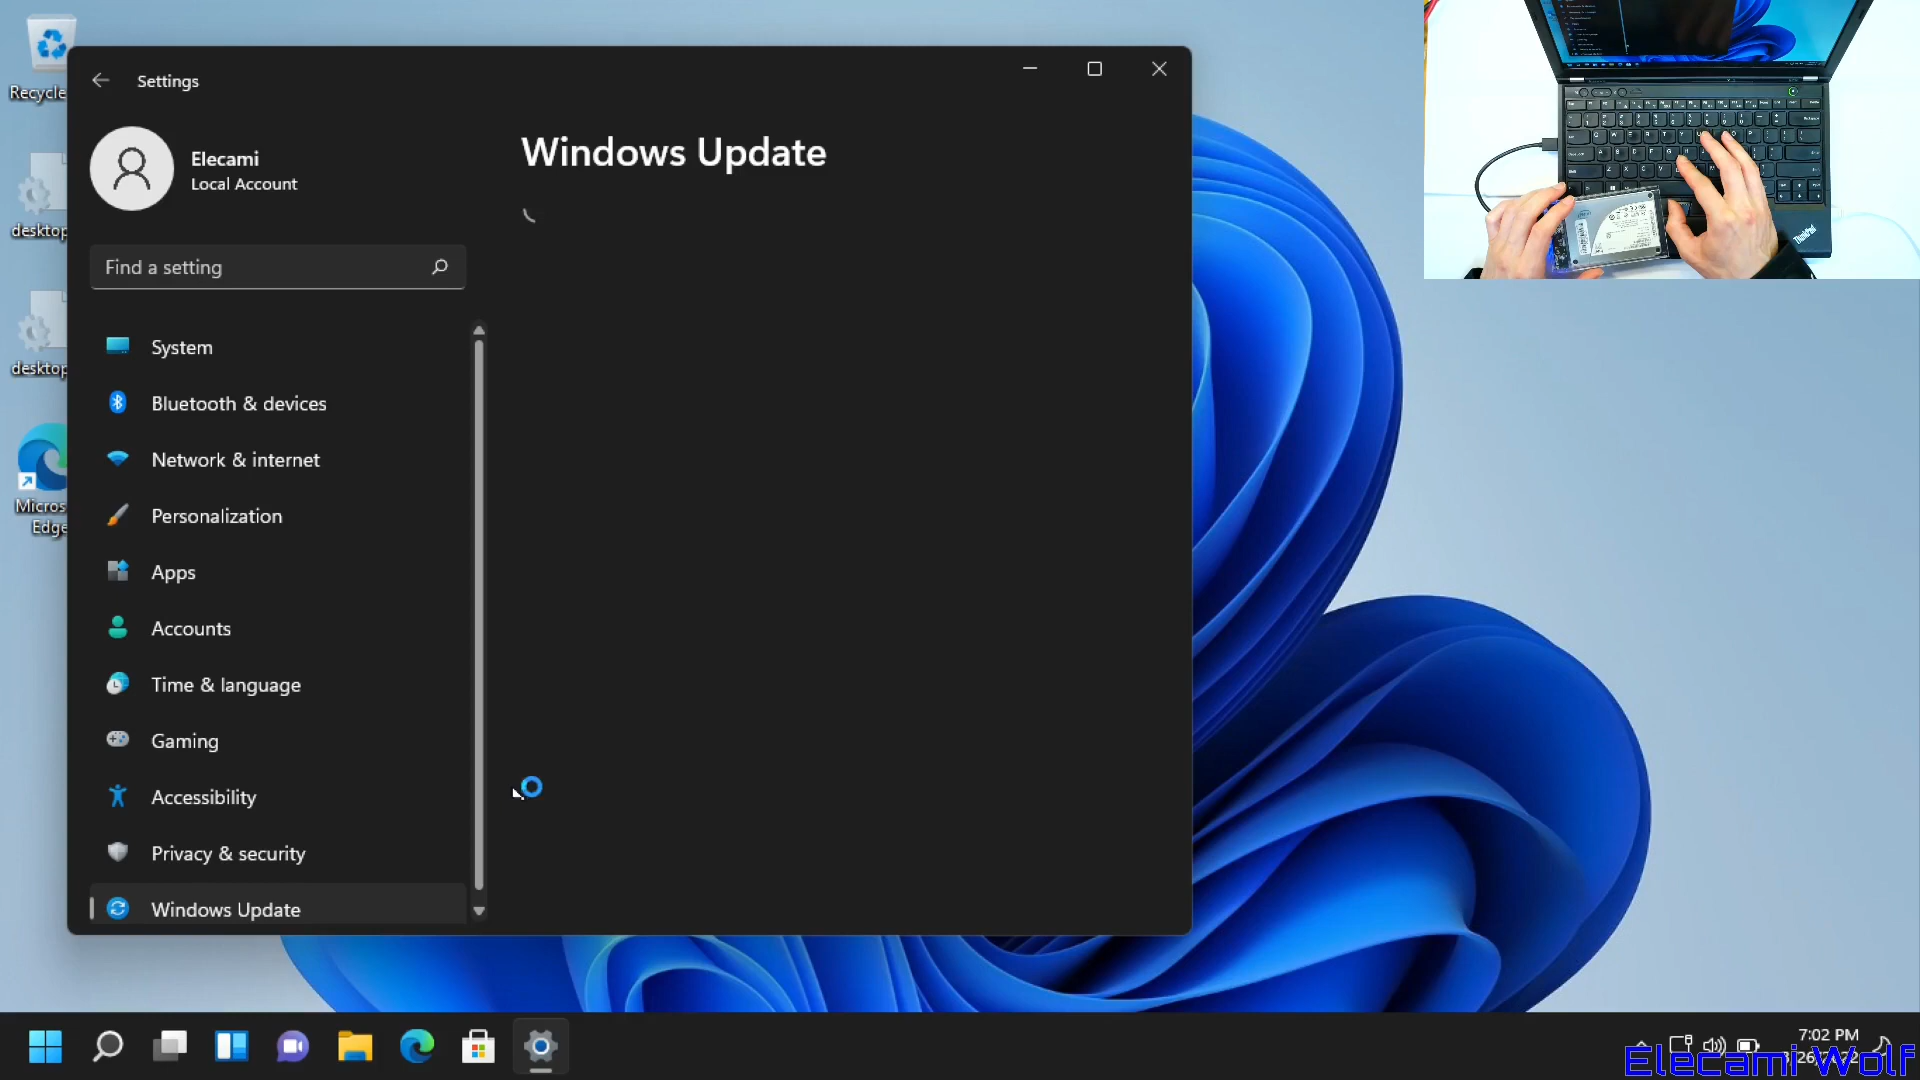 Recycle
desktop
desktop
Micros
Edge
Settings
Elecami
Local Account
Find a setting
System
Bluetooth & devices
Network & internet
Personalization
Apps
Accounts
Time & language
Gaming
Accessibility
Privacy & security
Windows Update
Windows Update
ThinkPad
7:02 PM
Elecami Wolf